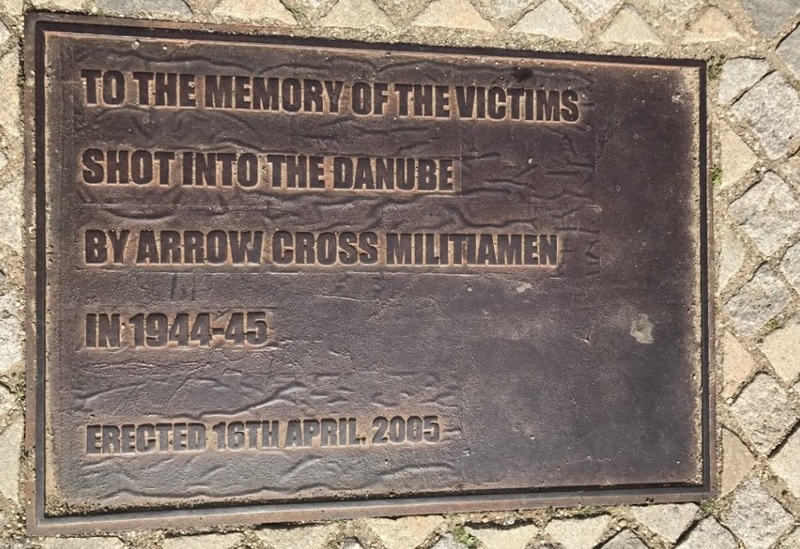 TO THE MEMORY OF THE VICTIMS
SHOT INTO THE DANUBE
BY ARROW CROSS MILITIAMEN
IN 1944-45
ERECTED 16TH APRIL, 2005